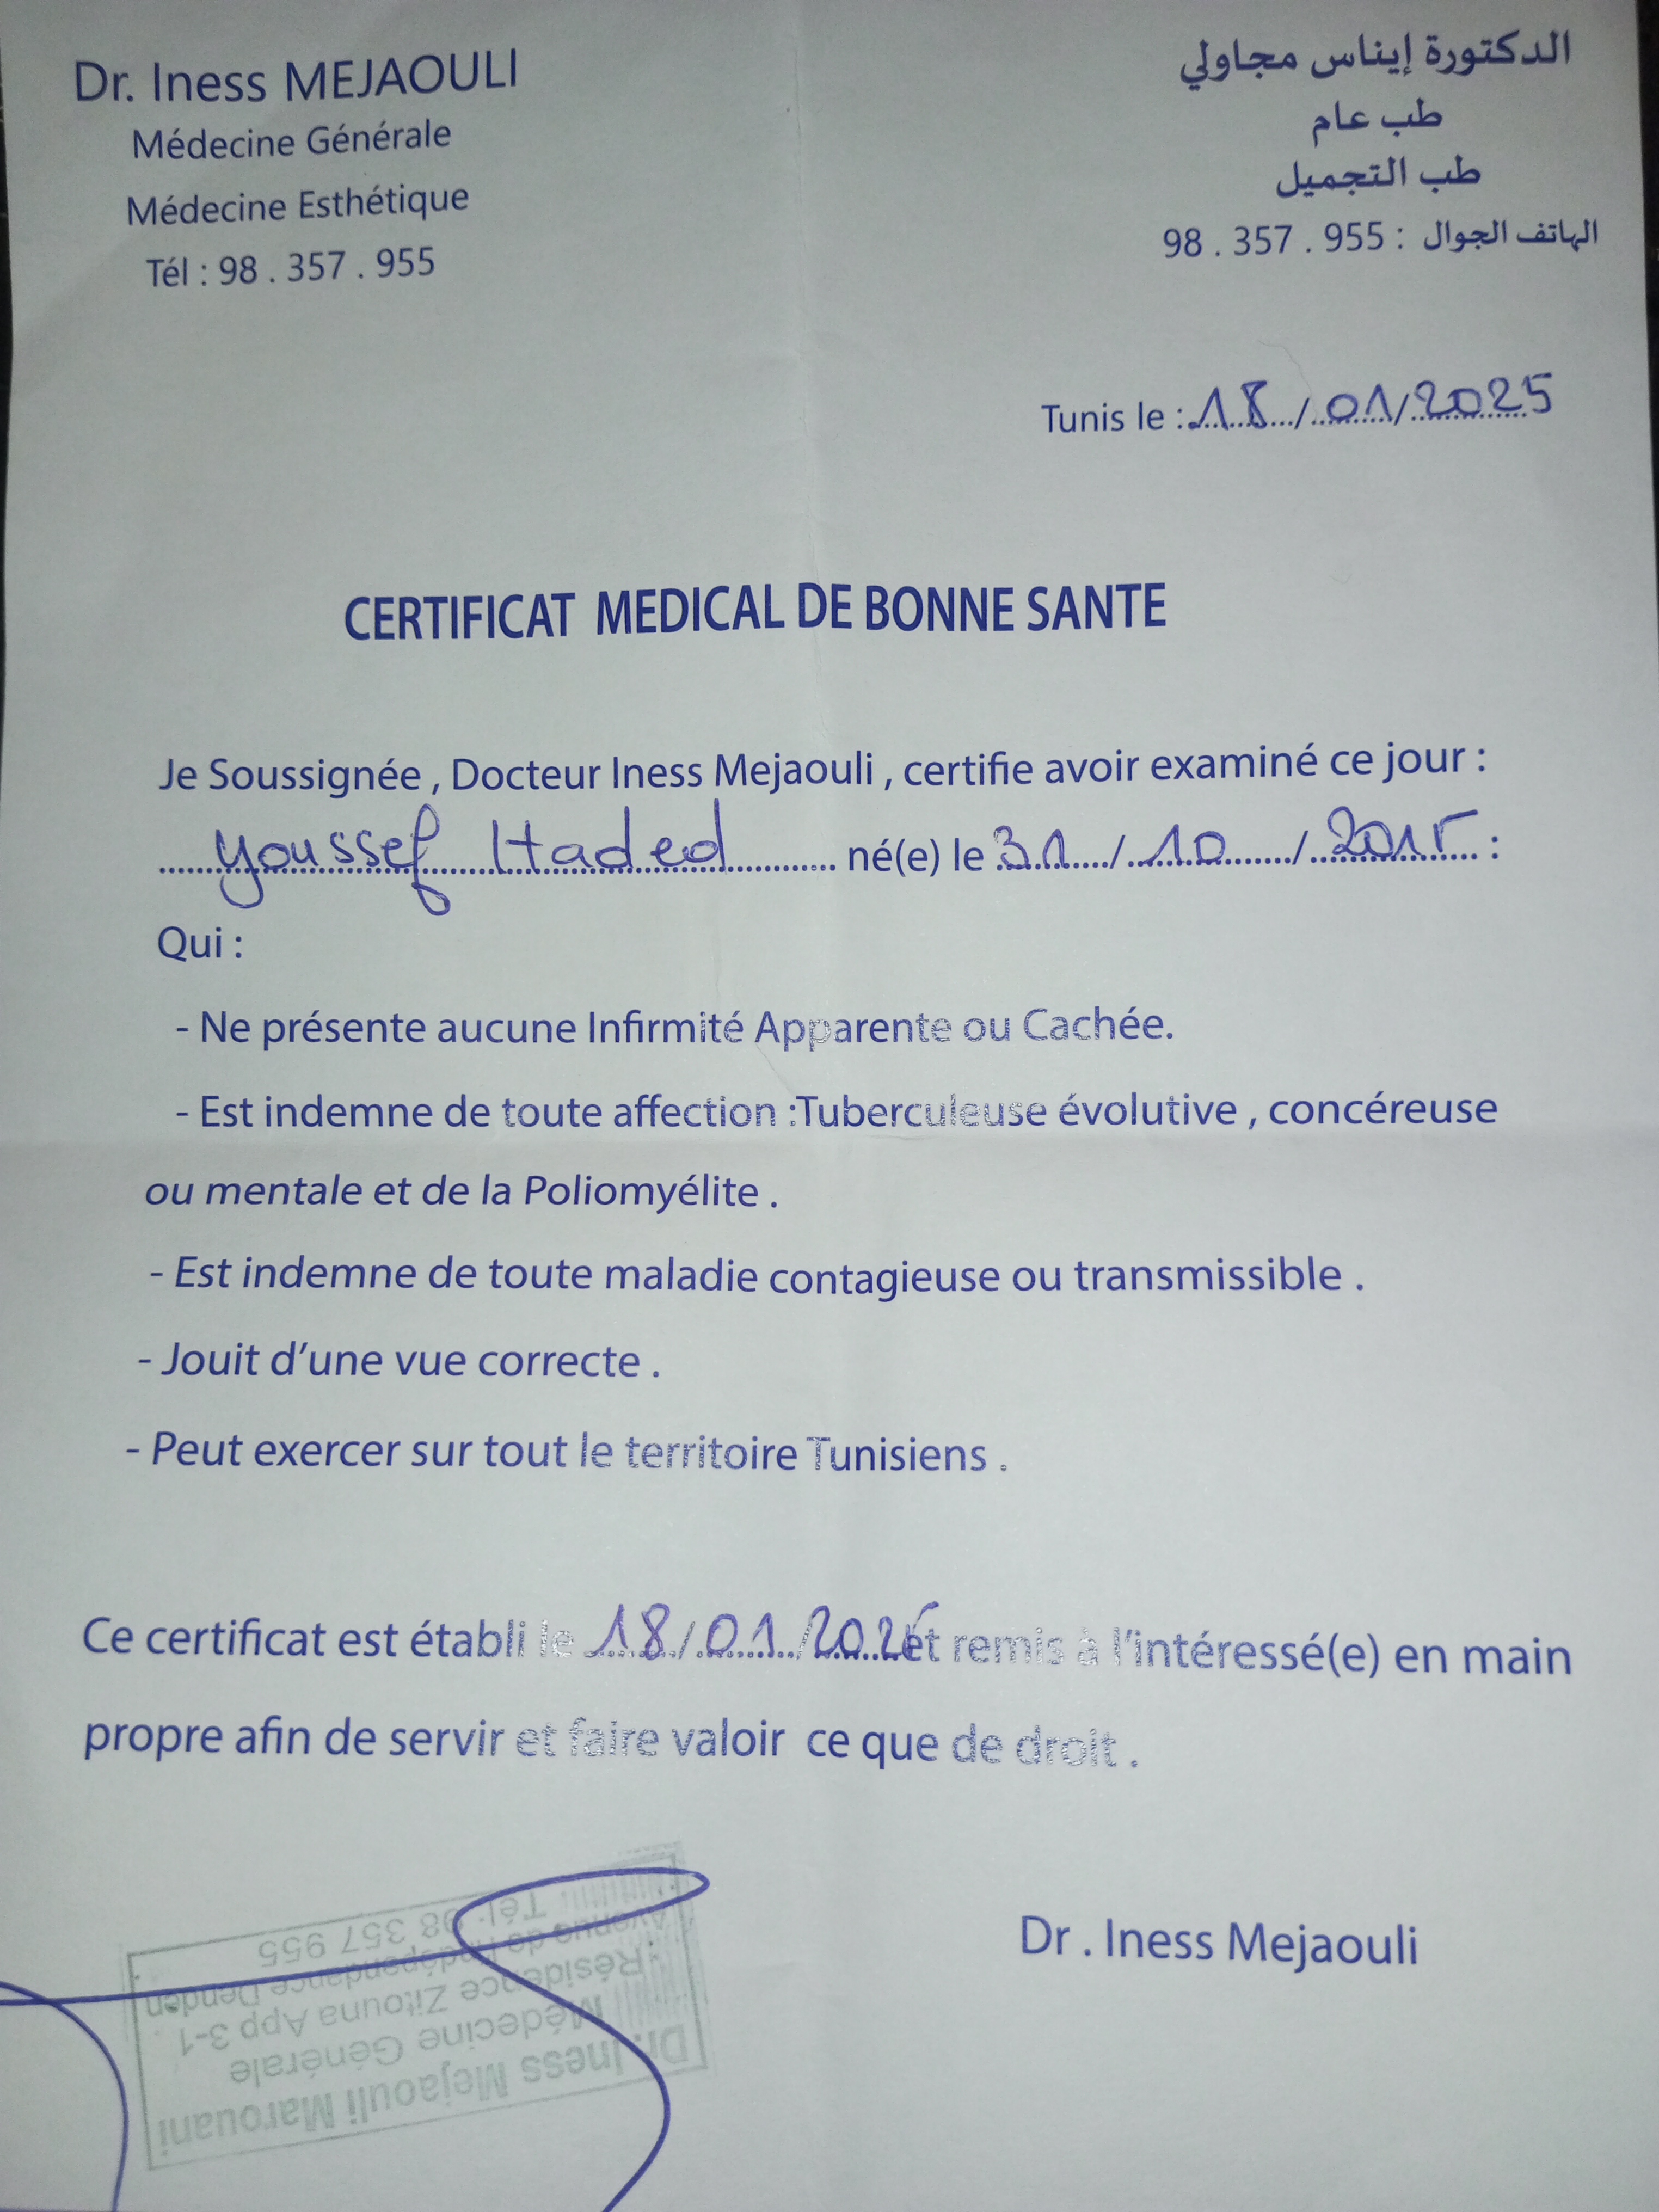 Dr. Iness MEJAOULI
Médecine Générale
Médecine Esthétique
Tél : 98 . 357 . 955
الدكتورة إيناس مجاولي
طب عام
طب التجميل
الهاتف الجوال : 98 . 357 . 955
Tunis le : 18 / 01 / 2025
CERTIFICAT MEDICAL DE BONNE SANTE
Je Soussignée , Docteur Iness Mejaouli , certifie avoir examiné ce jour :
Youssef Haded né(e) le 31 / 10 / 2015 :
Qui :
- Ne présente aucune Infirmité Apparente ou Cachée.
- Est indemne de toute affection :Tuberculeuse évolutive , concéreuse
ou mentale et de la Poliomyélite .
- Est indemne de toute maladie contagieuse ou transmissible .
- Jouit d'une vue correcte .
- Peut exercer sur tout le territoire Tunisiens .
Ce certificat est établi le 18 / 01 / 2025 et remis à l'intéressé(e) en main
propre afin de servir et faire valoir ce que de droit .
Dr . Iness Mejaouli
Dr. Iness Mejaouli Marouani
Médecine Générale
Résidence Zitouna App 3-1
Avenue de l'indépendance Denden
Tél: 98 357 955